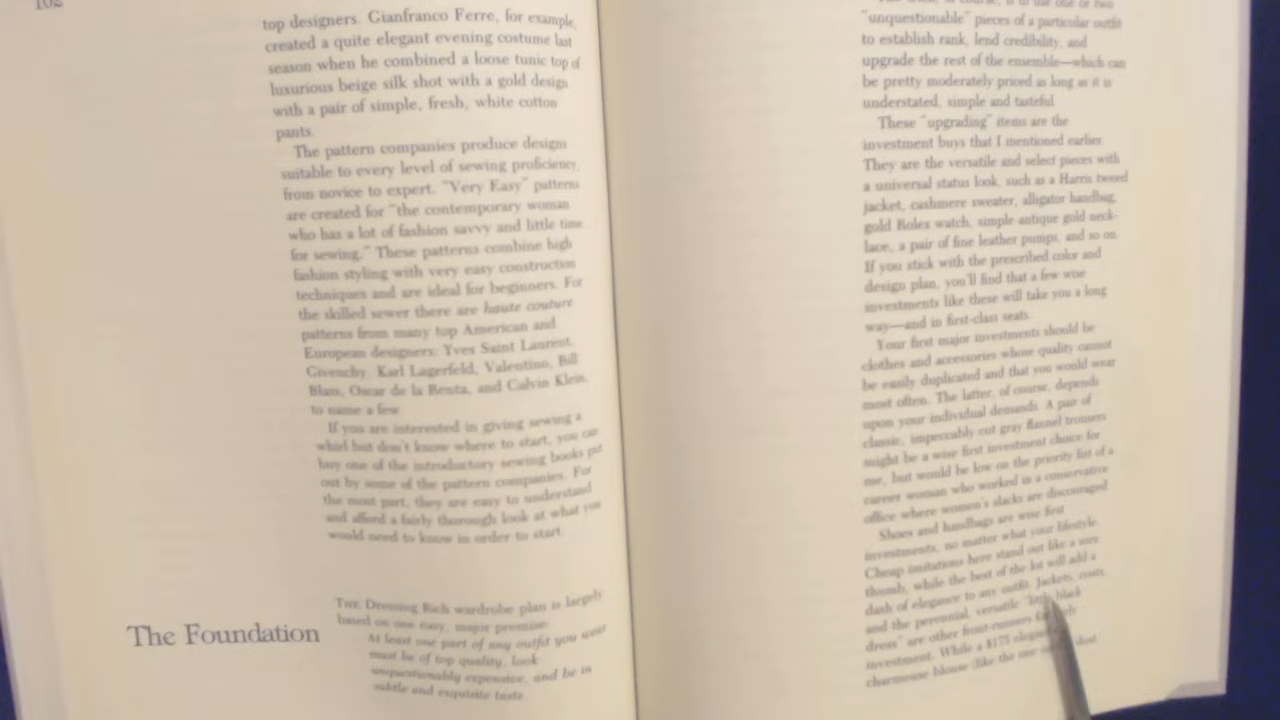 102
top designers. Gianfranco Ferre, for example,
created a quite elegant evening costume last
season when he combined a loose tunic top of
luxurious beige silk shot with a gold design
with a pair of simple, fresh, white cotton
pants.
The pattern companies produce designs
suitable to every level of sewing proficiency,
from novice to expert. "Very Easy" patterns
are created for "the contemporary woman
who has a lot of fashion savvy and little time
for sewing." These patterns combine high
fashion styling with very easy construction
techniques and are ideal for beginners. For
the skilled sewer there are haute couture
patterns from many top American and
European designers: Yves Saint Laurent,
Givenchy, Karl Lagerfeld, Valentino, Bill
Blass, Oscar de la Renta, and Calvin Klein,
to name a few.
If you are interested in giving sewing a
whirl but don't know where to start, you can
buy one of the introductory sewing books put
out by some of the pattern companies. For
the most part, they are easy to understand
and afford a fairly thorough look at what you
would need to know in order to start.
The Foundation
THE Dressing Rich wardrobe plan is largely
based on one easy, major premise:
At least one part of any outfit you wear
must be of top quality, look
unquestionably expensive, and be in
subtle and exquisite taste.
"unquestionable" pieces of a particular outfit
to establish rank, lend credibility, and
upgrade the rest of the ensemble—which can
be pretty moderately priced as long as it is
understated, simple and tasteful.
These "upgrading" items are the
investment buys that I mentioned earlier.
They are the versatile and select pieces with
a universal status look, such as a Harris tweed
jacket, cashmere sweater, alligator handbag,
gold Rolex watch, simple antique gold neck-
lace, a pair of fine leather pumps, and so on.
If you stick with the prescribed color and
design plan, you'll find that a few wise
investments like these will take you a long
way—and in first-class seats.
Your first major investments should be
clothes and accessories whose quality cannot
be easily duplicated and that you would wear
most often. The latter, of course, depends
upon your individual demands. A pair of
classic, impeccably cut gray flannel trousers
might be a wise first investment choice for
me, but would be low on the priority list of a
career woman who worked in a conservative
office where women's slacks are discouraged.
Shoes and handbags are wise first
investments, no matter what your lifestyle.
Cheap imitations here stand out like a sore
thumb, while the best of the lot will add a
dash of elegance to any outfit. Jackets, coats,
and the perennial, versatile "little black
dress" are other front-runners
investment. While a $175
charmeuse blouse (like the one